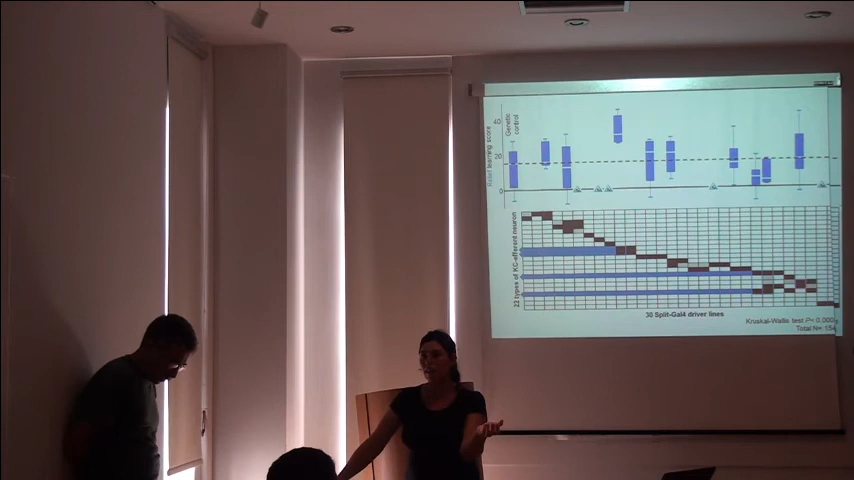 Genetic
control
Relief learning score
40
20
0
22 types of KC-efferent neuron
30 Split-Gal4 driver lines
Kruskal-Wallis test P< 0.000
Total N= 154